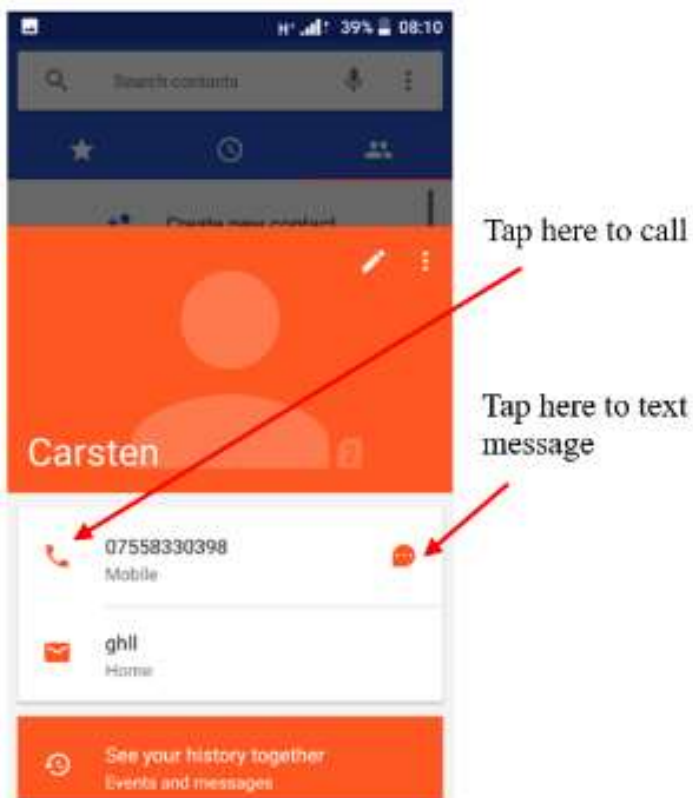 H+ 39% 08:10
Search contacts
Create new contact
Tap here to call
Carsten
Tap here to text
message
07558330398
Mobile
ghll
Home
See your history together
Events and messages